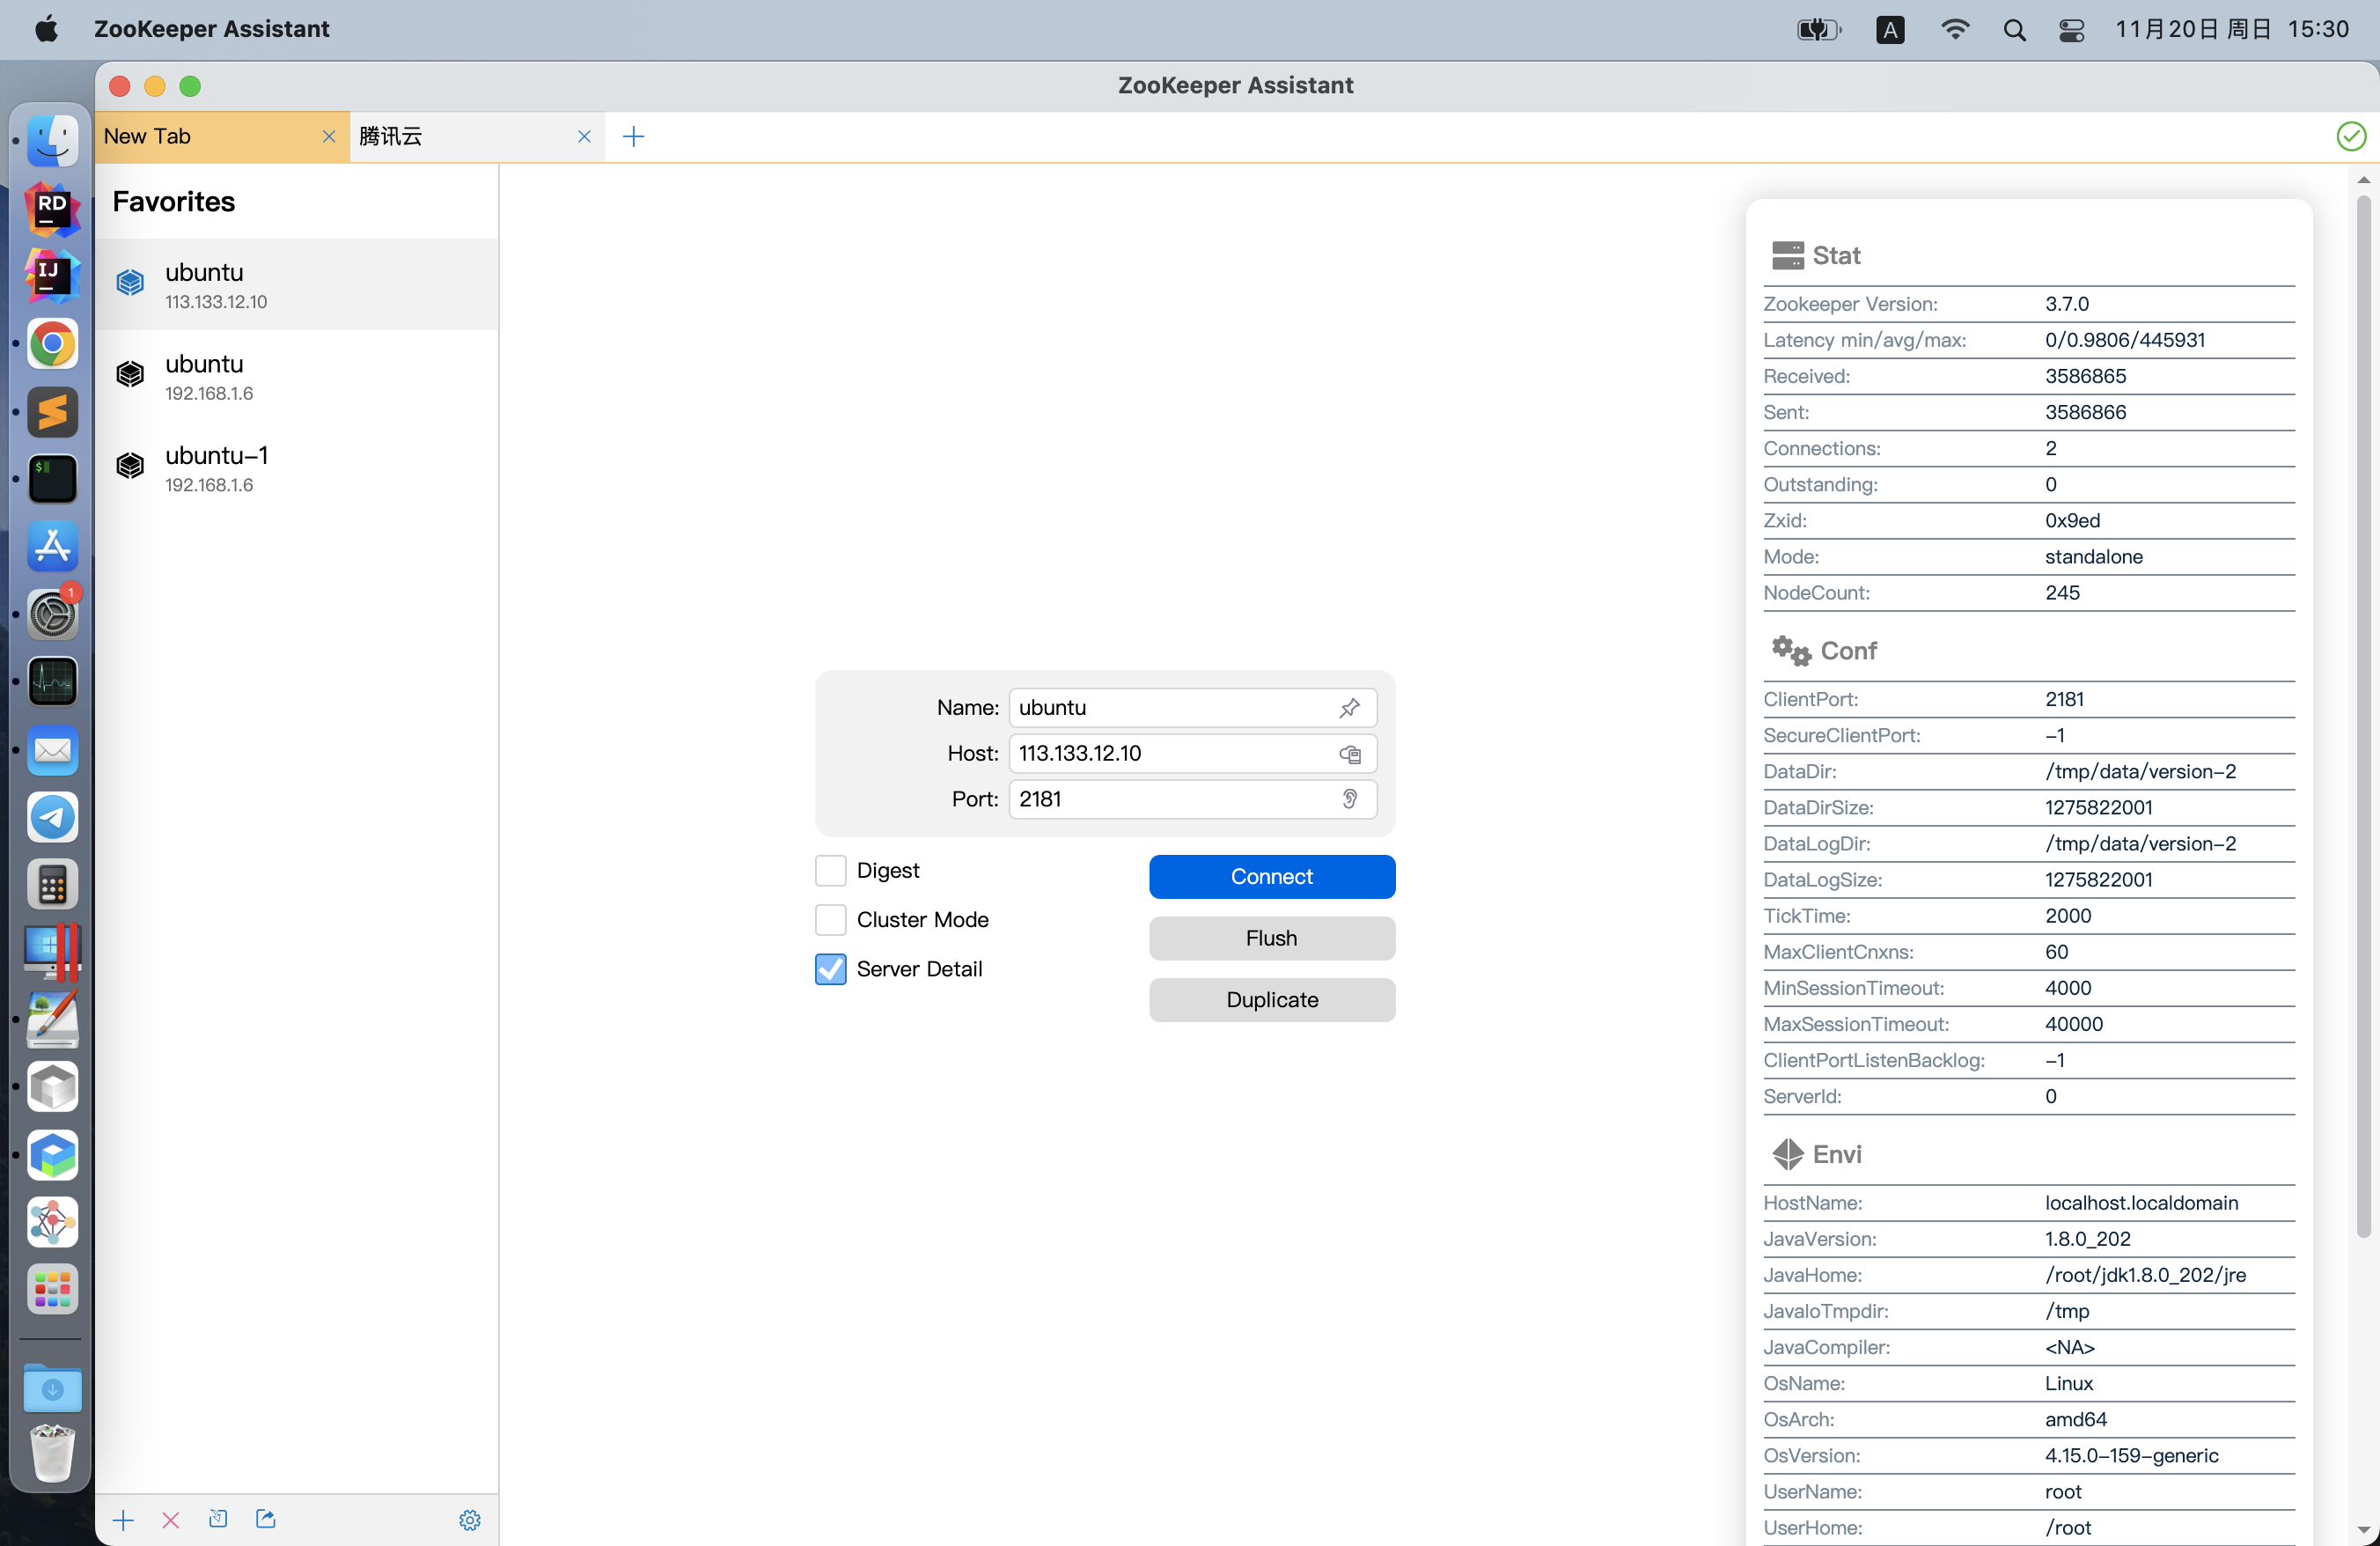 ZooKeeper Assistant
A
11月20日 周日 15:30
ZooKeeper Assistant
New Tab
腾讯云
Favorites
ubuntu
113.133.12.10
ubuntu
192.168.1.6
ubuntu-1
192.168.1.6
RD
IJ
$
1
Name: ubuntu
Host: 113.133.12.10
Port: 2181
Digest
Cluster Mode
Server Detail
Connect
Flush
Duplicate
Stat
Zookeeper Version: 3.7.0
Latency min/avg/max: 0/0.9806/445931
Received: 3586865
Sent: 3586866
Connections: 2
Outstanding: 0
Zxid: 0x9ed
Mode: standalone
NodeCount: 245
Conf
ClientPort: 2181
SecureClientPort: -1
DataDir: /tmp/data/version-2
DataDirSize: 1275822001
DataLogDir: /tmp/data/version-2
DataLogSize: 1275822001
TickTime: 2000
MaxClientCnxns: 60
MinSessionTimeout: 4000
MaxSessionTimeout: 40000
ClientPortListenBacklog: -1
ServerId: 0
Envi
HostName: localhost.localdomain
JavaVersion: 1.8.0_202
JavaHome: /root/jdk1.8.0_202/jre
JavaIoTmpdir: /tmp
JavaCompiler: <NA>
OsName: Linux
OsArch: amd64
OsVersion: 4.15.0-159-generic
UserName: root
UserHome: /root